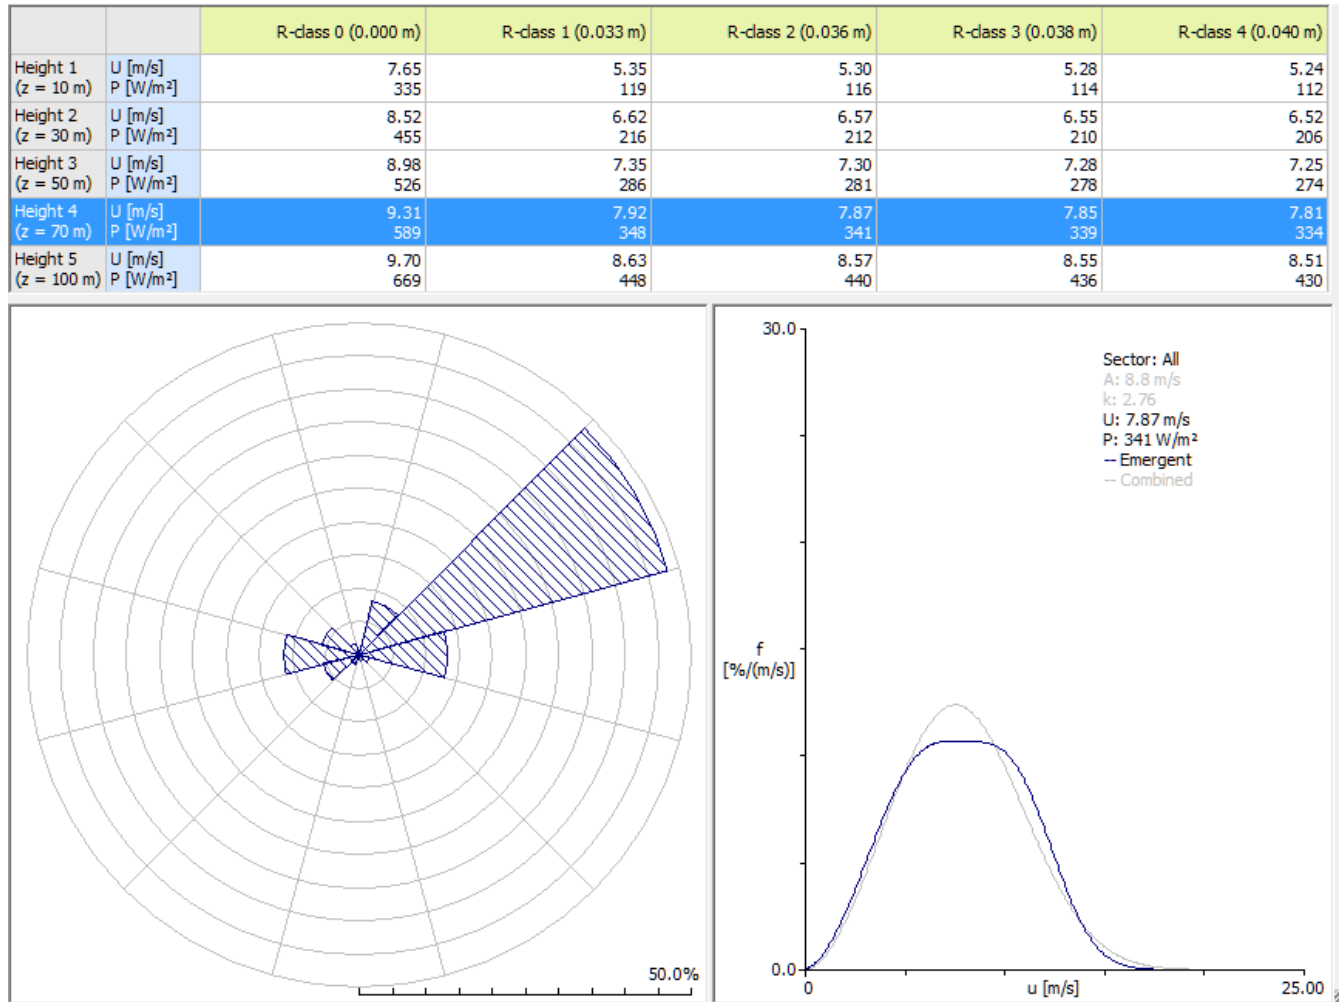 R-class 0 (0.000 m) R-class 1 (0.033 m) R-class 2 (0.036 m) R-class 3 (0.038 m) R-class 4 (0.040 m)
Height 1 U [m/s] 7.65 5.35 5.30 5.28 5.24
(z = 10 m) P [W/m²] 335 119 116 114 112
Height 2 U [m/s] 8.52 6.62 6.57 6.55 6.52
(z = 30 m) P [W/m²] 455 216 212 210 206
Height 3 U [m/s] 8.98 7.35 7.30 7.28 7.25
(z = 50 m) P [W/m²] 526 286 281 278 274
Height 4 U [m/s] 9.31 7.92 7.87 7.85 7.81
(z = 70 m) P [W/m²] 589 348 341 339 334
Height 5 U [m/s] 9.70 8.63 8.57 8.55 8.51
(z = 100 m) P [W/m²] 669 448 440 436 430
50.0%
30.0
Sector: All
A: 8.8 m/s
k: 2.76
U: 7.87 m/s
P: 341 W/m²
-- Emergent
-- Combined
f
[%/(m/s)]
0.0
0 u [m/s] 25.00